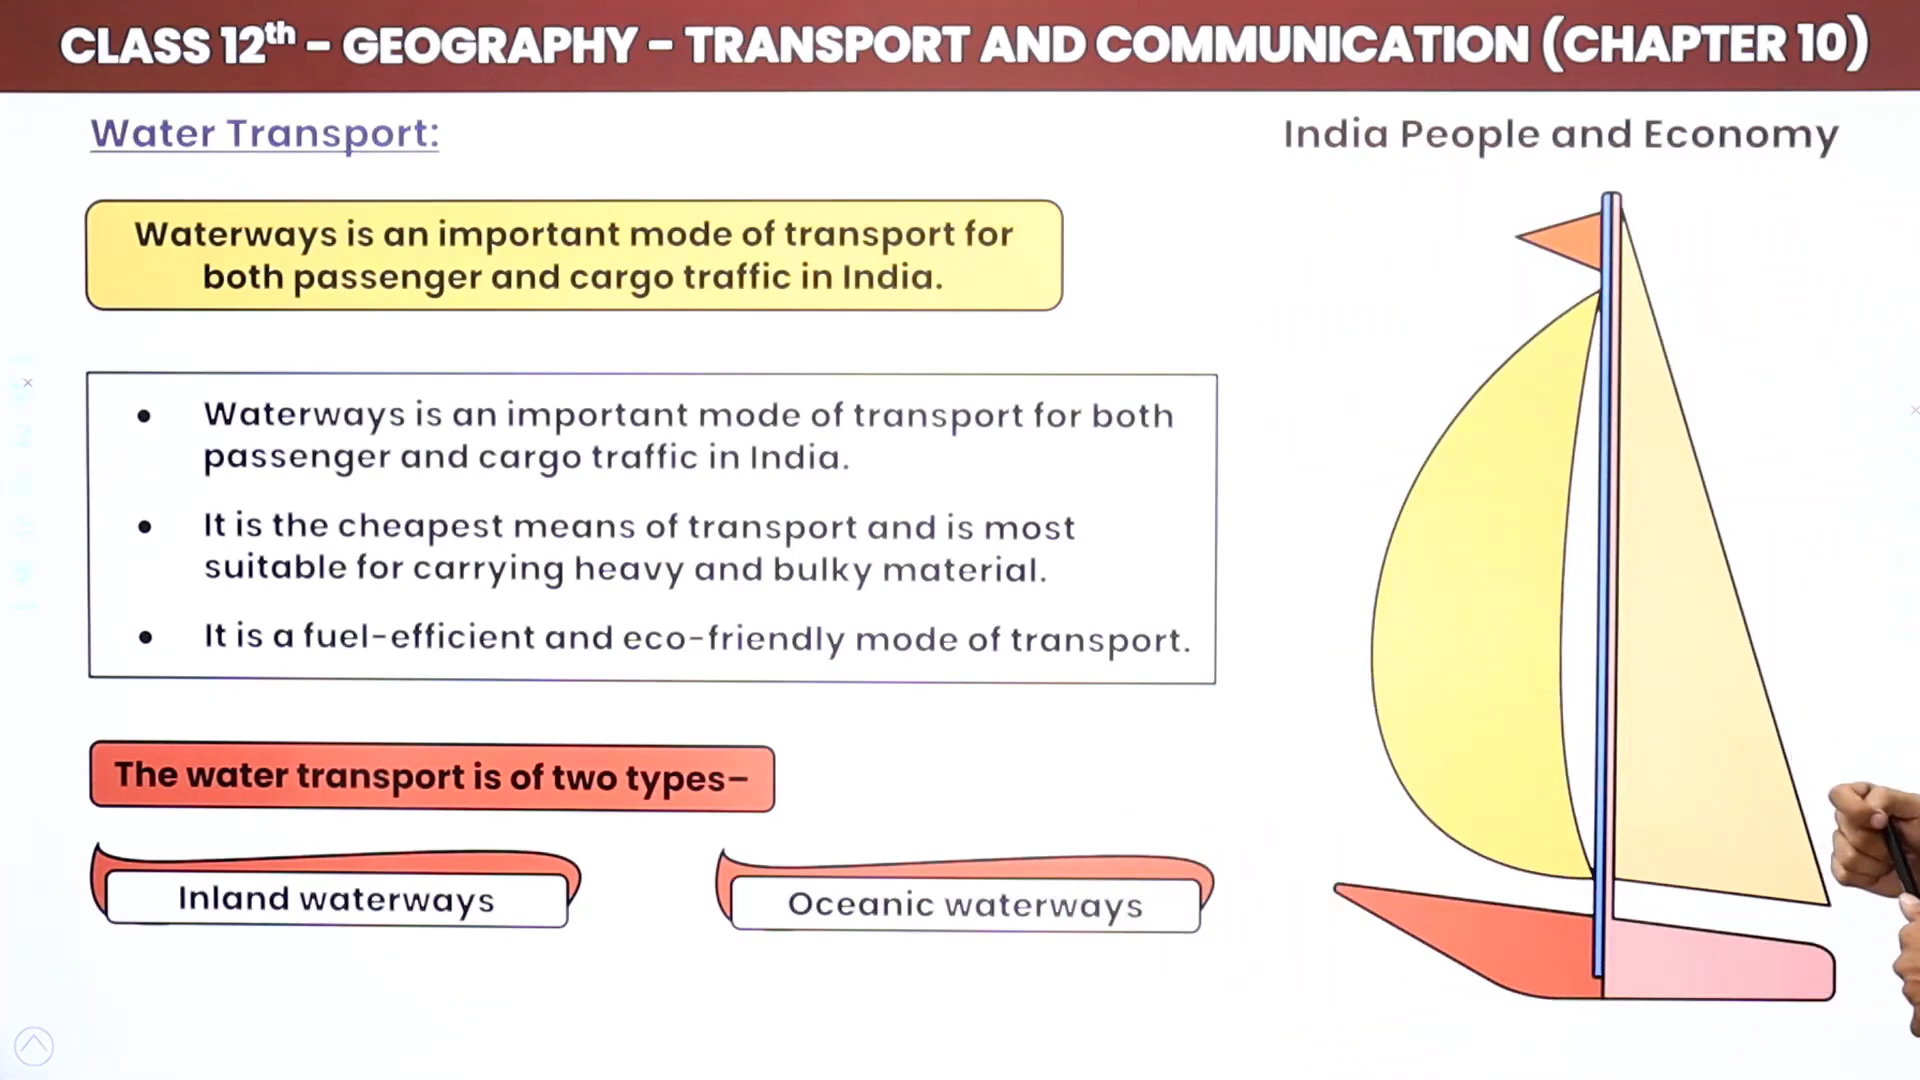 CLASS 12th – GEOGRAPHY – TRANSPORT AND COMMUNICATION (CHAPTER 10)
Water Transport:
India People and Economy
Waterways is an important mode of transport for
both passenger and cargo traffic in India.
• Waterways is an important mode of transport for both
passenger and cargo traffic in India.
• It is the cheapest means of transport and is most
suitable for carrying heavy and bulky material.
• It is a fuel-efficient and eco-friendly mode of transport.
The water transport is of two types–
Inland waterways
Oceanic waterways